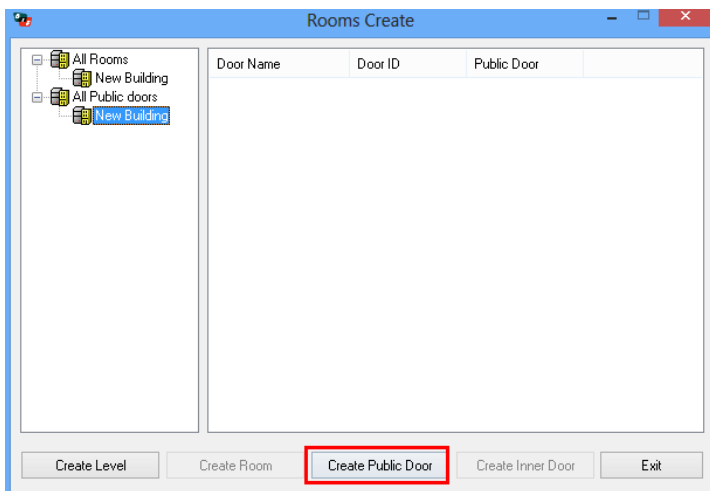 Rooms Create
All Rooms
New Building
All Public doors
New Building
Door Name Door ID Public Door
Create Level Create Room Create Public Door Create Inner Door Exit